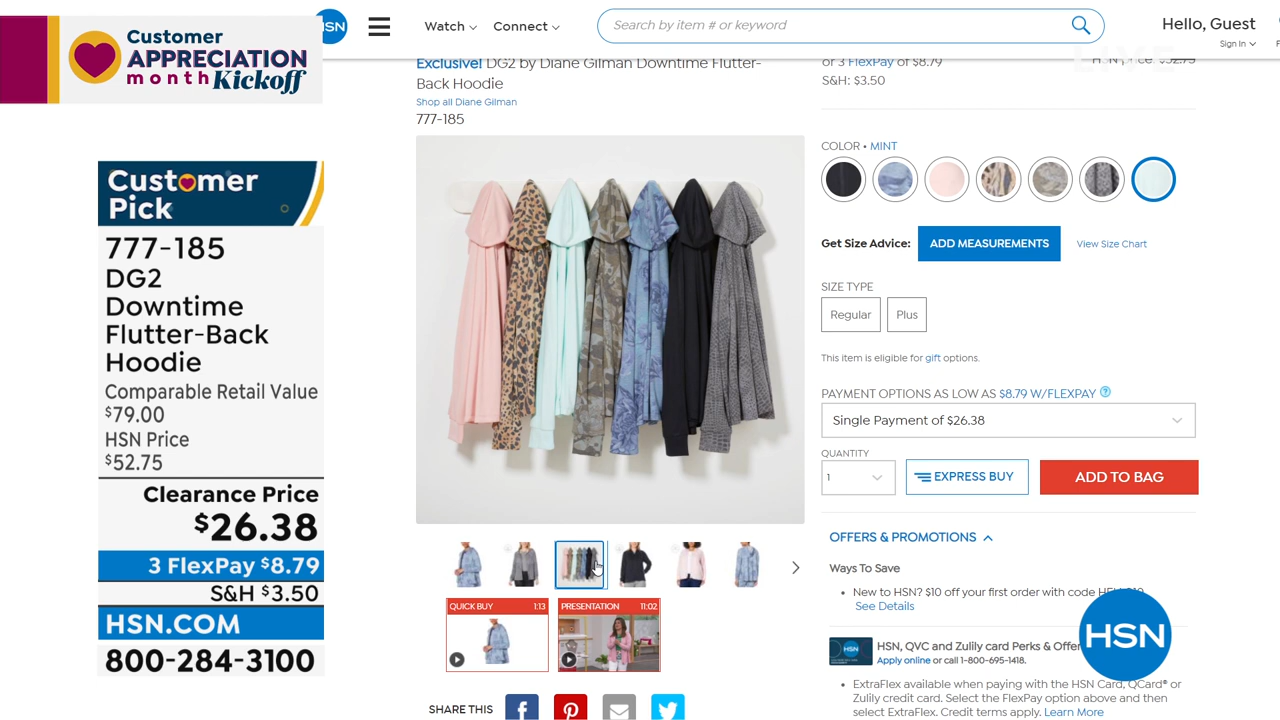 Customer
APPRECIATION
month Kickoff
HSN
Watch
Connect
Search by item # or keyword
Hello, Guest
Sign In
LIVE
Customer
Pick
777-185
DG2
Downtime
Flutter-Back
Hoodie
Comparable Retail Value
$79.00
HSN Price
$52.75
Clearance Price
$26.38
3 FlexPay $8.79
S&H $3.50
HSN.COM
800-284-3100
Exclusive! DG2 by Diane Gilman Downtime Flutter-
Back Hoodie
Shop all Diane Gilman
777-185
QUICK BUY 1:13
PRESENTATION 11:02
SHARE THIS
or 3 FlexPay of $8.79
HSN Price: $52.75
S&H: $3.50
COLOR • MINT
Get Size Advice: ADD MEASUREMENTS View Size Chart
SIZE TYPE
Regular Plus
This item is eligible for gift options.
PAYMENT OPTIONS AS LOW AS $8.79 W/FLEXPAY ?
Single Payment of $26.38
QUANTITY
1
EXPRESS BUY
ADD TO BAG
OFFERS & PROMOTIONS
Ways To Save
• New to HSN? $10 off your first order with code
See Details
HSN, QVC and Zulily card Perks & Offer
Apply online or call 1-800-695-1418.
• ExtraFlex available when paying with the HSN Card, QCard® or
Zulily credit card. Select the FlexPay option above and then
select ExtraFlex. Credit terms apply. Learn More
HSN